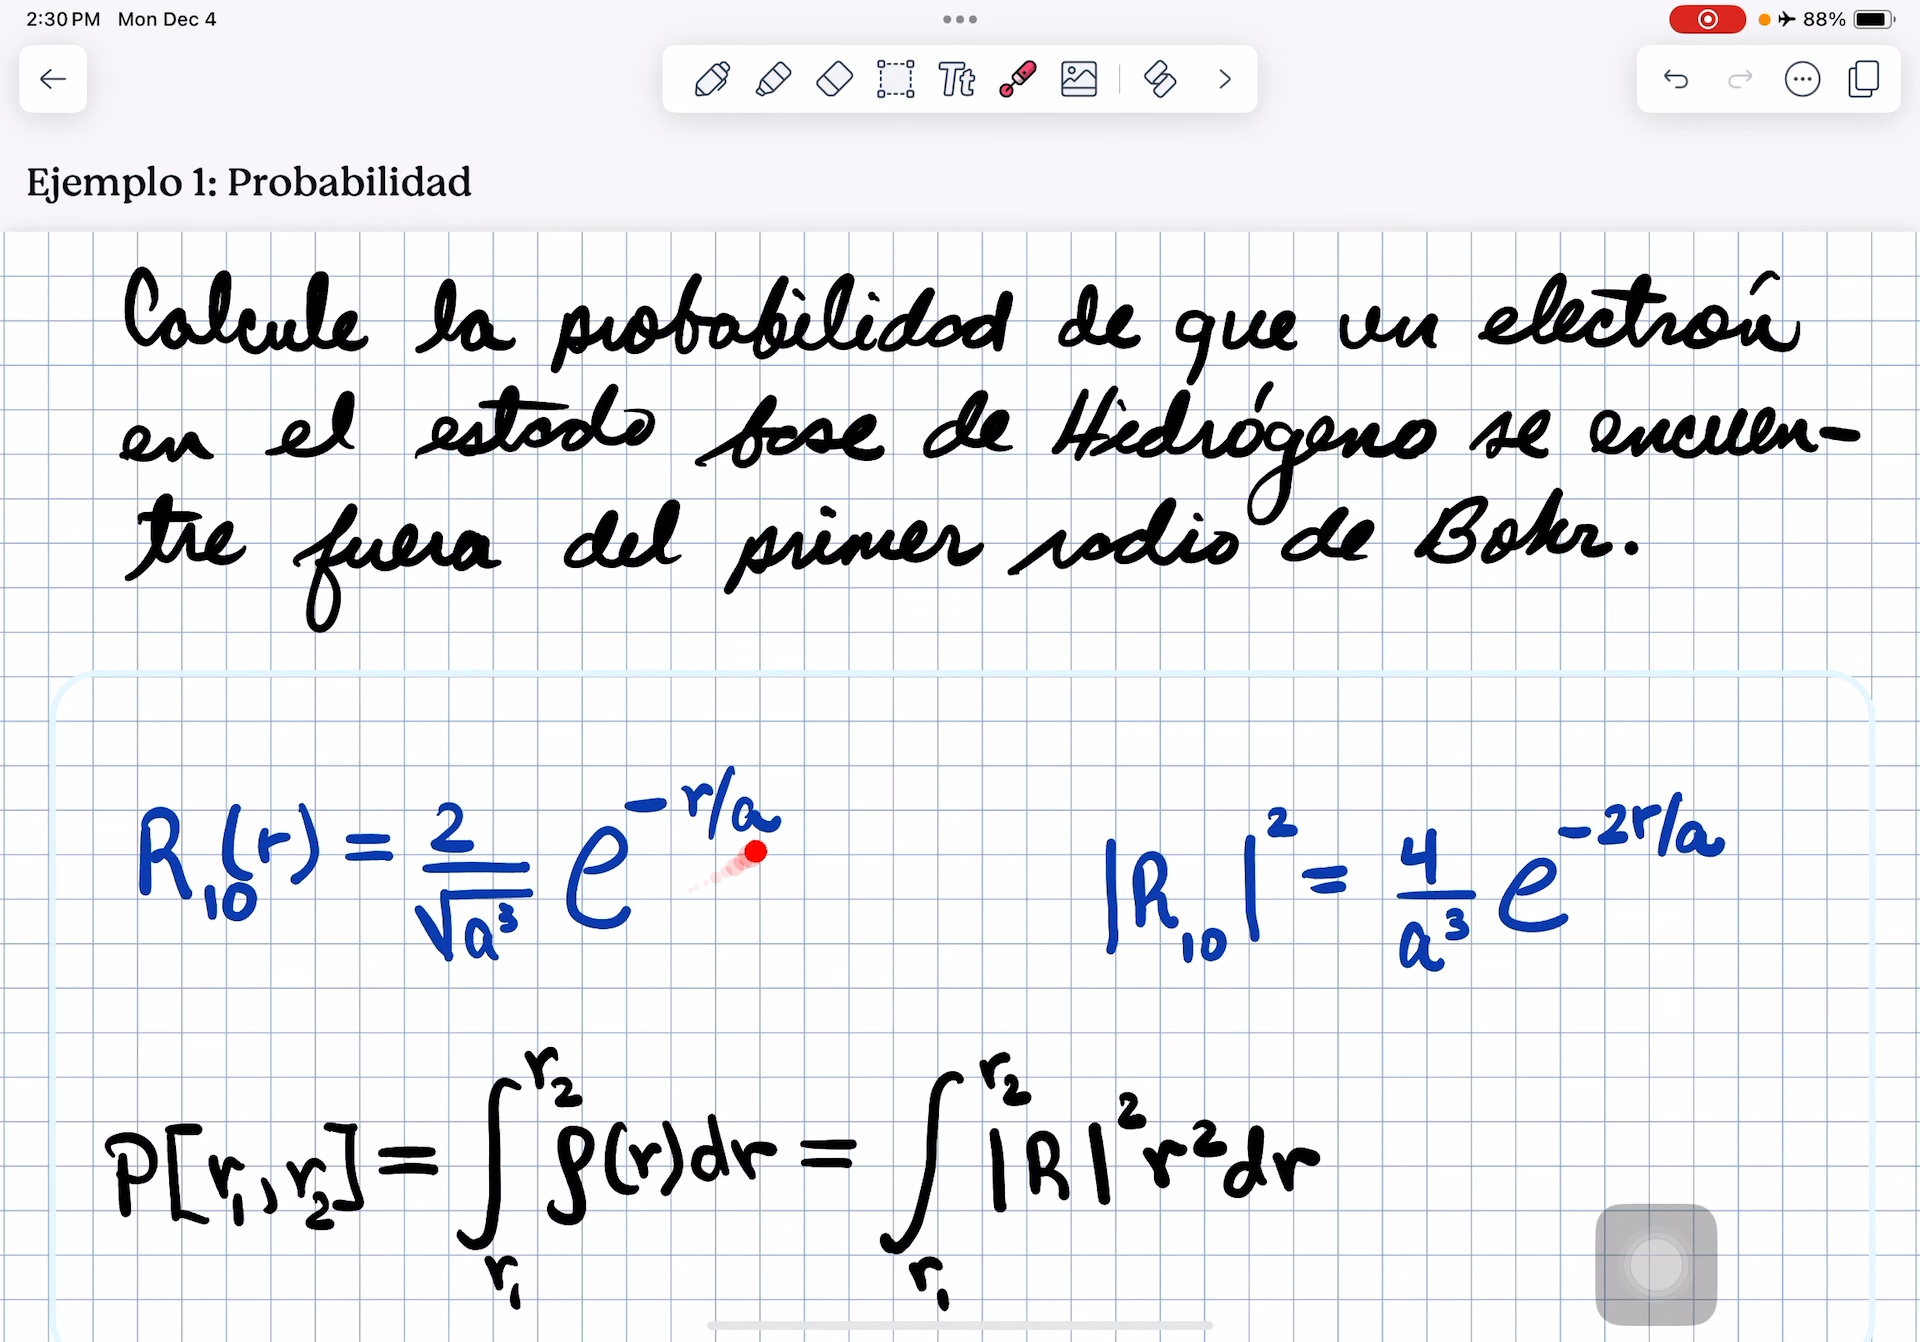 2:30 PM Mon Dec 4
88%
Tt
Ejemplo 1: Probabilidad
Calcule la probabilidad de que un electrón
en el estado base de Hidrógeno se encuen-
tre fuera del primer radio de Bohr.
R₁₀(r) = 2/√a³ e^(-r/a)
|R₁₀|² = 4/a³ e^(-2r/a)
P[r₁,r₂] = ∫_{r₁}^{r₂} ρ(r)dr = ∫_{r₁}^{r₂} |R|² r² dr